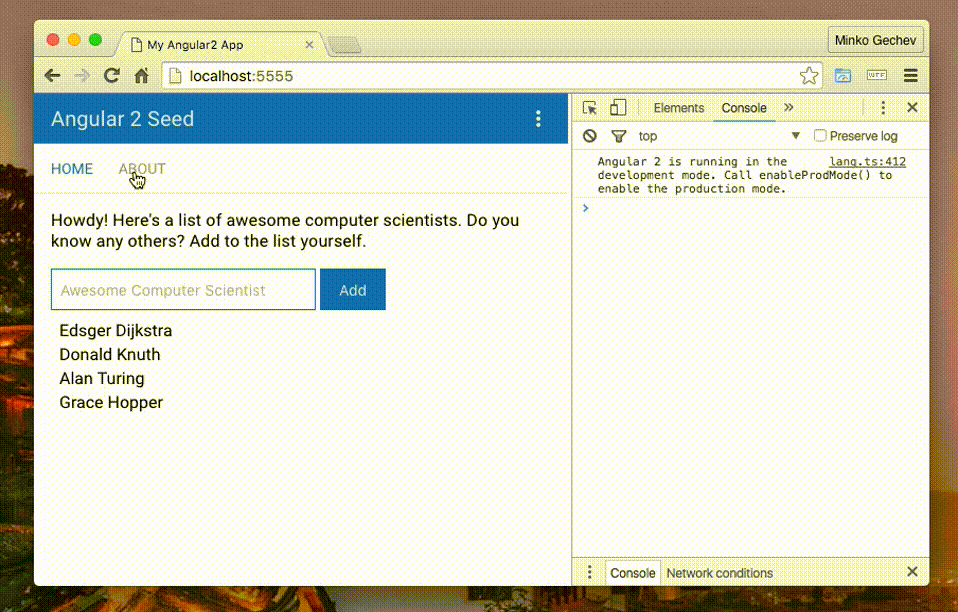 My Angular2 App
Minko Gechev
localhost:5555
WTF
Angular 2 Seed
HOME ABOUT
Howdy! Here's a list of awesome computer scientists. Do you
know any others? Add to the list yourself.
Awesome Computer Scientist Add
Edsger Dijkstra
Donald Knuth
Alan Turing
Grace Hopper
Elements Console
top Preserve log
Angular 2 is running in the lang.ts:412
development mode. Call enableProdMode() to
enable the production mode.
Console Network conditions